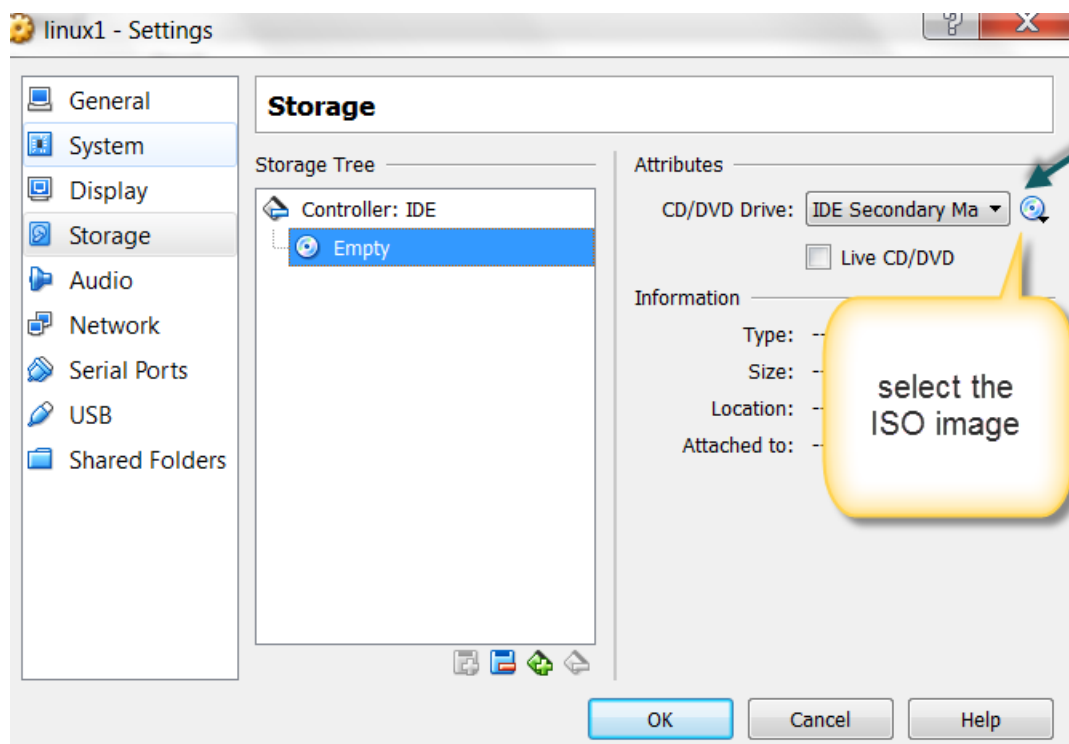 linux1 - Settings
General
System
Display
Storage
Audio
Network
Serial Ports
USB
Shared Folders
Storage
Storage Tree
Controller: IDE
Empty
Attributes
CD/DVD Drive: IDE Secondary Ma
Live CD/DVD
Information
Type: --
Size: --
Location: --
Attached to: --
select the
ISO image
OK Cancel Help